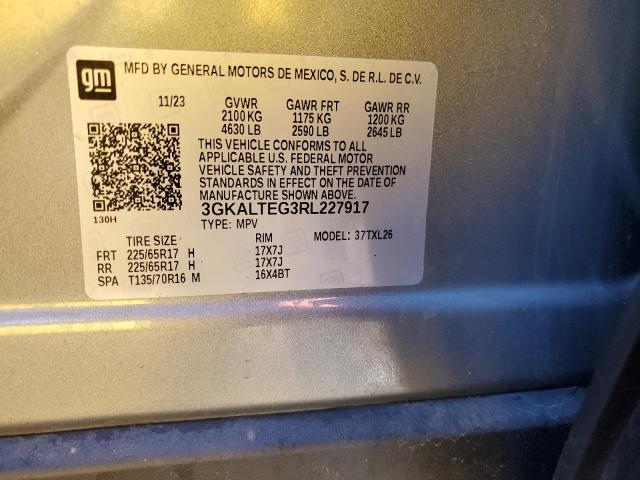 gm
MFD BY GENERAL MOTORS DE MEXICO, S. DE R.L. DE C.V.
11/23 GVWR GAWR FRT GAWR RR
2100 KG 1175 KG 1200 KG
4630 LB 2590 LB 2645 LB
THIS VEHICLE CONFORMS TO ALL
APPLICABLE U.S. FEDERAL MOTOR
VEHICLE SAFETY AND THEFT PREVENTION
STANDARDS IN EFFECT ON THE DATE OF
MANUFACTURE SHOWN ABOVE.
3GKALTEG3RL227917
130H
TYPE: MPV
TIRE SIZE RIM MODEL: 37TXL26
FRT 225/65R17 H 17X7J
RR 225/65R17 H 17X7J
SPA T135/70R16 M 16X4BT